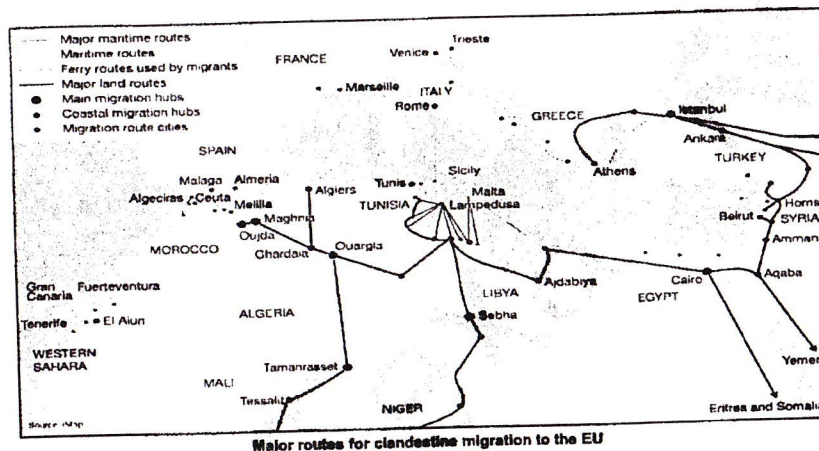 Major maritime routes
Maritime routes
Ferry routes used by migrants
Major land routes
Main migration hubs
Coastal migration hubs
Migration route cities
FRANCE
Venice
Trieste
Marseille
ITALY
Rome
GREECE
Istanbul
Ankara
TURKEY
SPAIN
Malaga
Almeria
Algeciras
Ceuta
Melilla
Algiers
Tunis
TUNISIA
Sicily
Malta
Lampedusa
Athens
Homs
Beirut
SYRIA
Amman
Maghnia
Oujda
MOROCCO
Ghardaia
Ouargla
Gran
Canaria
Fuerteventura
Tenerife
El Aiun
ALGERIA
LIBYA
Ajdabiya
EGYPT
Cairo
Aqaba
Sebha
WESTERN
SAHARA
MALI
Tamanrasset
Tessalit
NIGER
Yemen
Eritrea and Somalia
Source: iMap
Major routes for clandestine migration to the EU